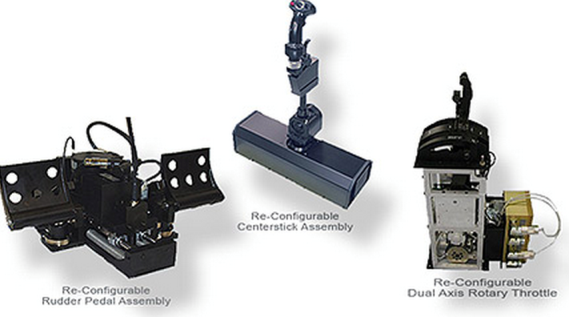 Re-Configurable
Centerstick Assembly
Re-Configurable
Rudder Pedal Assembly
Re-Configurable
Dual Axis Rotary Throttle